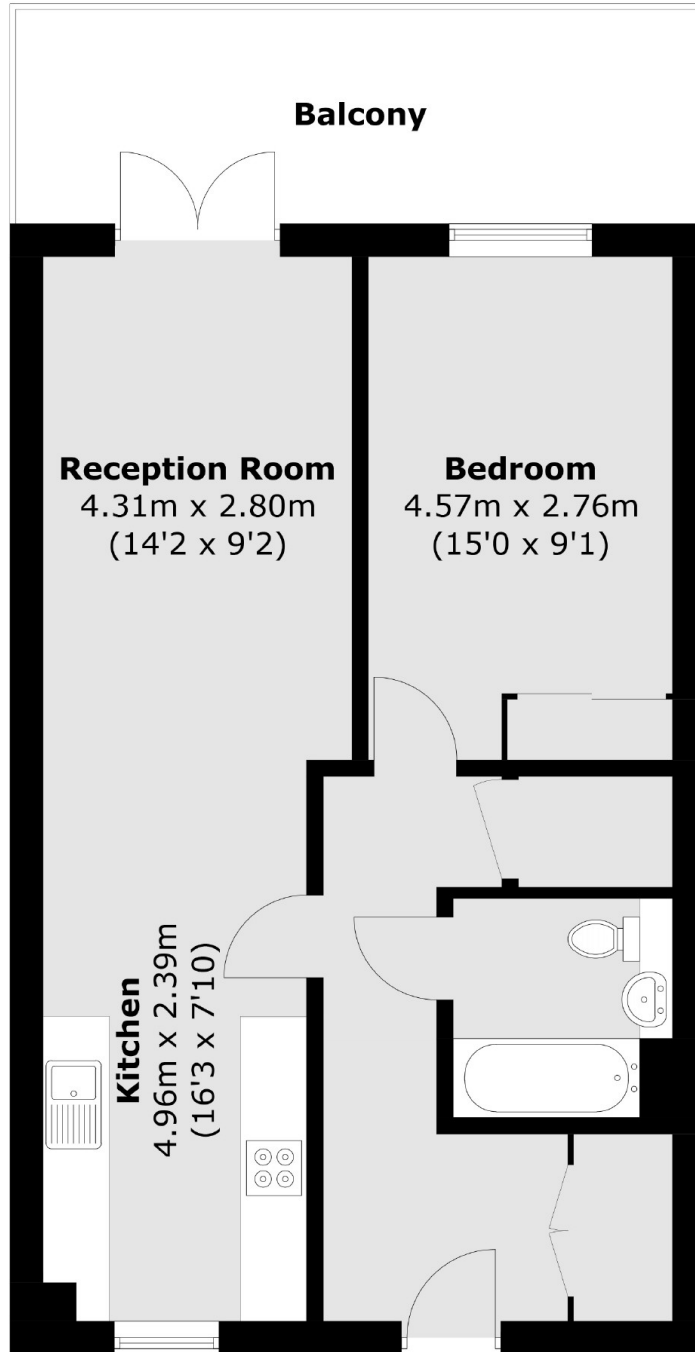 Balcony
Reception Room
4.31m x 2.80m
(14'2 x 9'2)
Bedroom
4.57m x 2.76m
(15'0 x 9'1)
Kitchen
4.96m x 2.39m
(16'3 x 7'10)